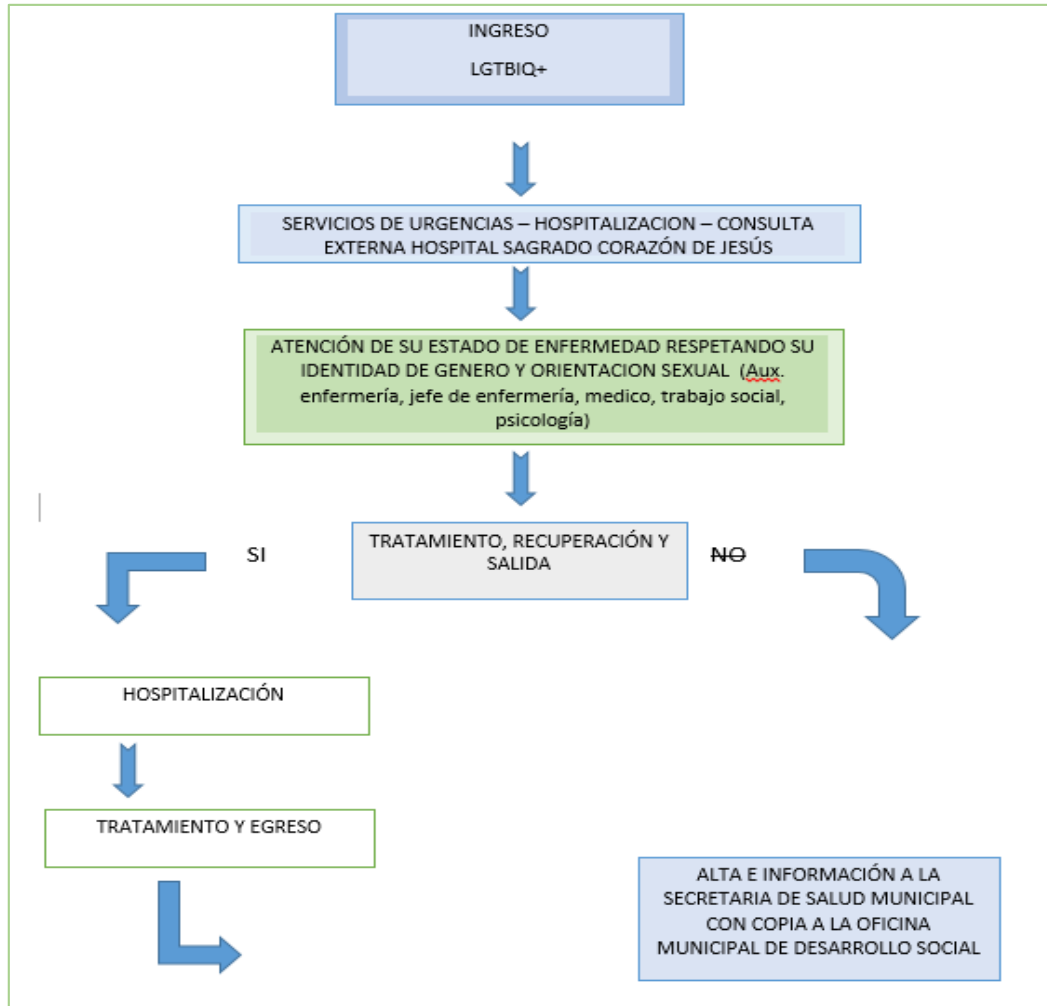 INGRESO
LGTBIQ+
SERVICIOS DE URGENCIAS – HOSPITALIZACION – CONSULTA
EXTERNA HOSPITAL SAGRADO CORAZÓN DE JESÚS
ATENCIÓN DE SU ESTADO DE ENFERMEDAD RESPETANDO SU
IDENTIDAD DE GENERO Y ORIENTACION SEXUAL (Aux.
enfermería, jefe de enfermería, medico, trabajo social,
psicología)
TRATAMIENTO, RECUPERACIÓN Y
SALIDA
SI
NO
HOSPITALIZACIÓN
TRATAMIENTO Y EGRESO
ALTA E INFORMACIÓN A LA
SECRETARIA DE SALUD MUNICIPAL
CON COPIA A LA OFICINA
MUNICIPAL DE DESARROLLO SOCIAL